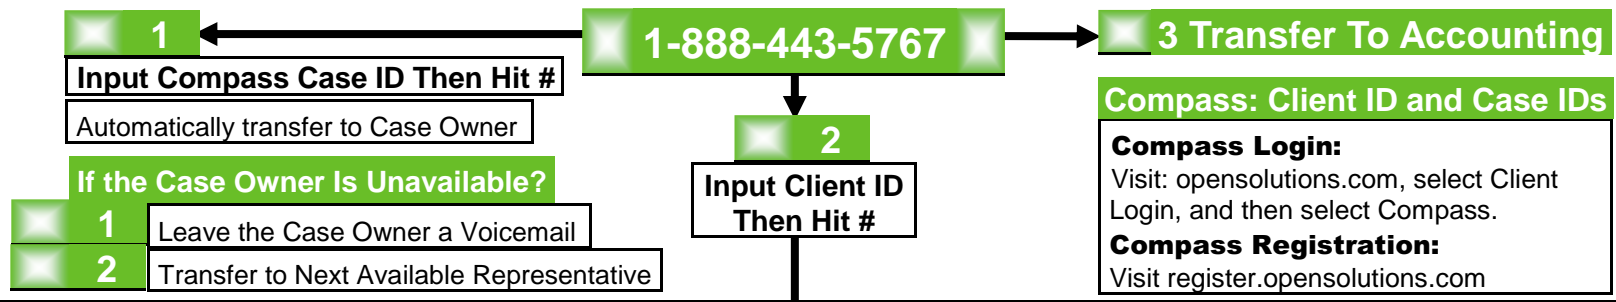 1
Input Compass Case ID Then Hit #
Automatically transfer to Case Owner
If the Case Owner Is Unavailable?
1
Leave the Case Owner a Voicemail
2
Transfer to Next Available Representative
1-888-443-5767
2
Input Client ID
Then Hit #
3 Transfer To Accounting
Compass: Client ID and Case IDs
Compass Login:
Visit: opensolutions.com, select Client
Login, and then select Compass.
Compass Registration:
Visit register.opensolutions.com